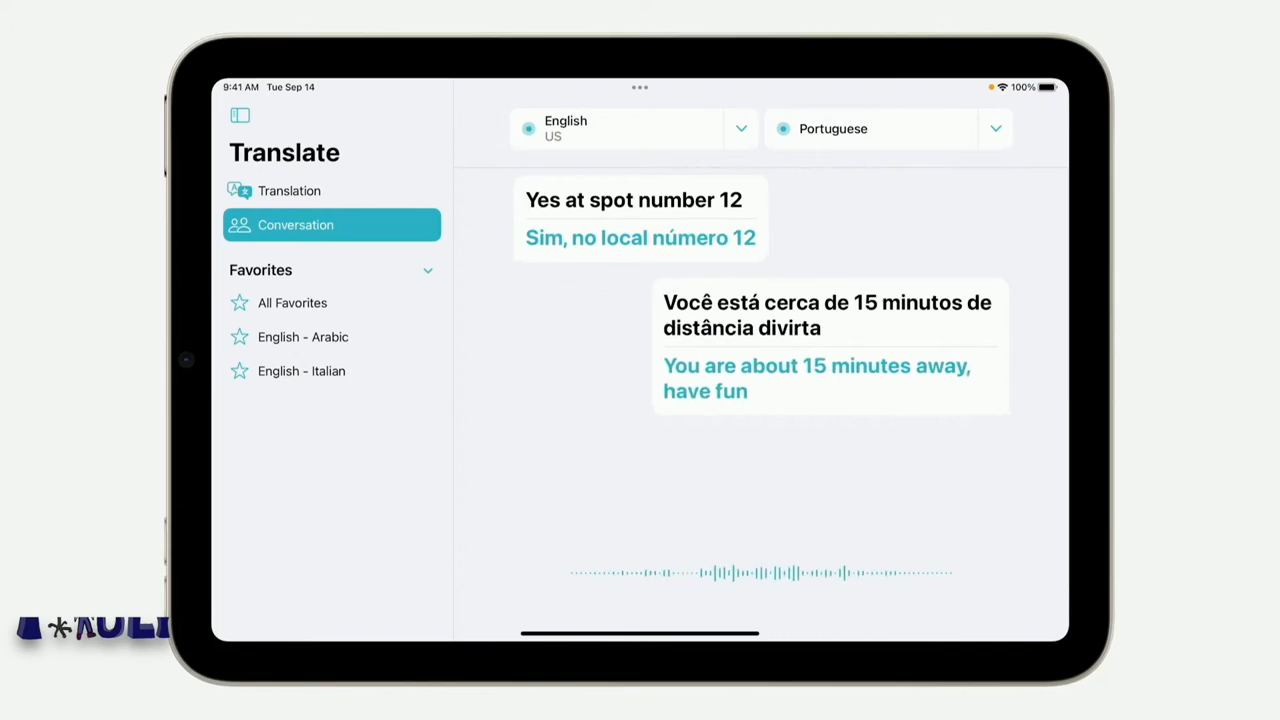 9:41 AM Tue Sep 14
100%
Translate
Translation
Conversation
Favorites
All Favorites
English - Arabic
English - Italian
English
US
Portuguese
Yes at spot number 12
Sim, no local número 12
Você está cerca de 15 minutos de
distância divirta
You are about 15 minutes away,
have fun